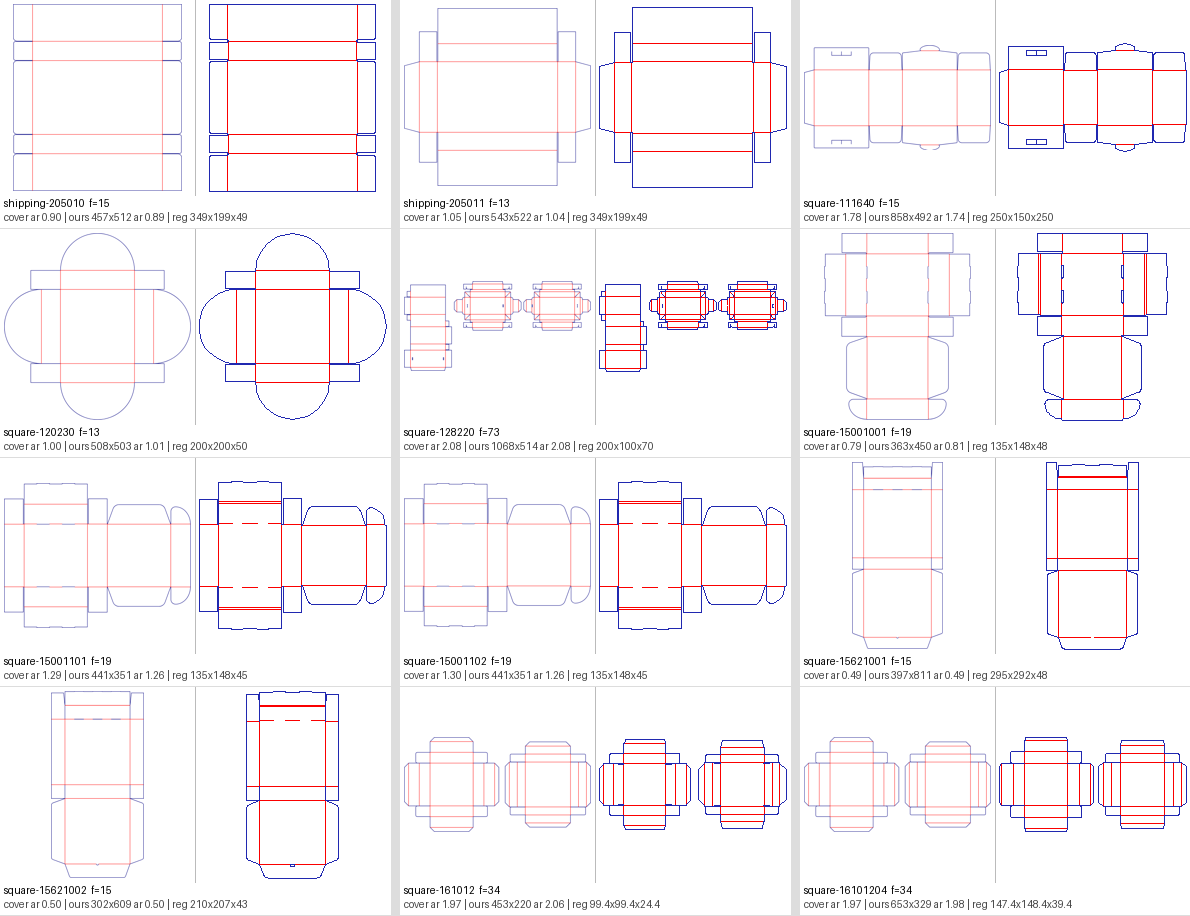 shipping-205010 f=15
cover ar 0.90 | ours 457x512 ar 0.89 | reg 349x199x49
shipping-205011 f=13
cover ar 1.05 | ours 543x522 ar 1.04 | reg 349x199x49
square-111640 f=15
cover ar 1.78 | ours 858x492 ar 1.74 | reg 250x150x250
square-120230 f=13
cover ar 1.00 | ours 508x503 ar 1.01 | reg 200x200x50
square-128220 f=73
cover ar 2.08 | ours 1068x514 ar 2.08 | reg 200x100x70
square-15001001 f=19
cover ar 0.79 | ours 363x450 ar 0.81 | reg 135x148x48
square-15001101 f=19
cover ar 1.29 | ours 441x351 ar 1.26 | reg 135x148x45
square-15001102 f=19
cover ar 1.30 | ours 441x351 ar 1.26 | reg 135x148x45
square-15621001 f=15
cover ar 0.49 | ours 397x811 ar 0.49 | reg 295x292x48
square-15621002 f=15
cover ar 0.50 | ours 302x609 ar 0.50 | reg 210x207x43
square-161012 f=34
cover ar 1.97 | ours 453x220 ar 2.06 | reg 99.4x99.4x24.4
square-16101204 f=34
cover ar 1.97 | ours 653x329 ar 1.98 | reg 147.4x148.4x39.4